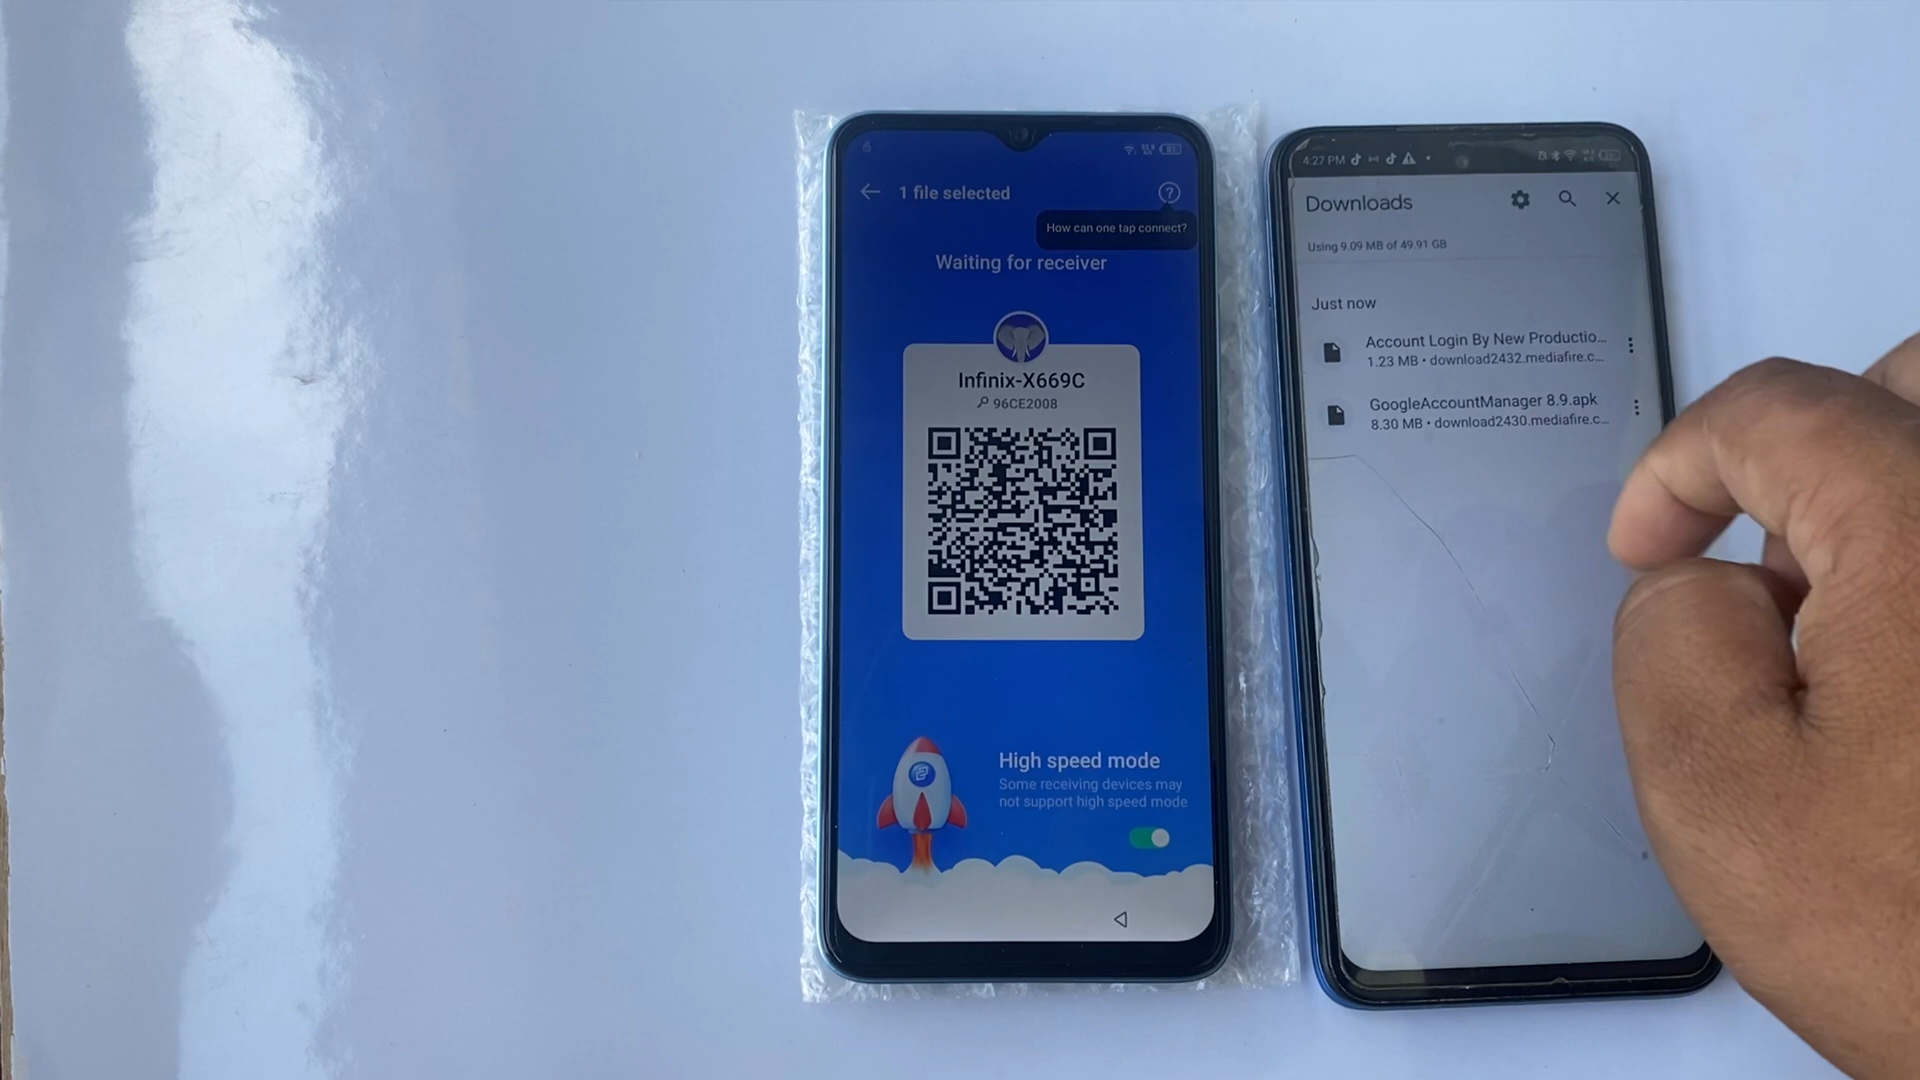 1 file selected
How can one tap connect?
Waiting for receiver
Infinix-X669C
96CE2008
High speed mode
Some receiving devices may
not support high speed mode
4:27 PM
Downloads
Using 9.09 MB of 49.91 GB
Just now
Account Login By New Productio...
1.23 MB • download2432.mediafire.c...
GoogleAccountManager 8.9.apk
8.30 MB • download2430.mediafire.c...